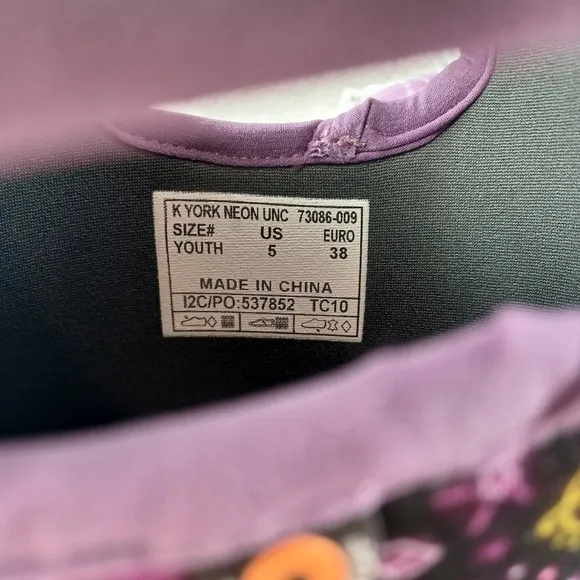 K YORK NEON UNC 73086-009
SIZE# US EURO
YOUTH 5 38
MADE IN CHINA
I2C/PO:537852 TC10